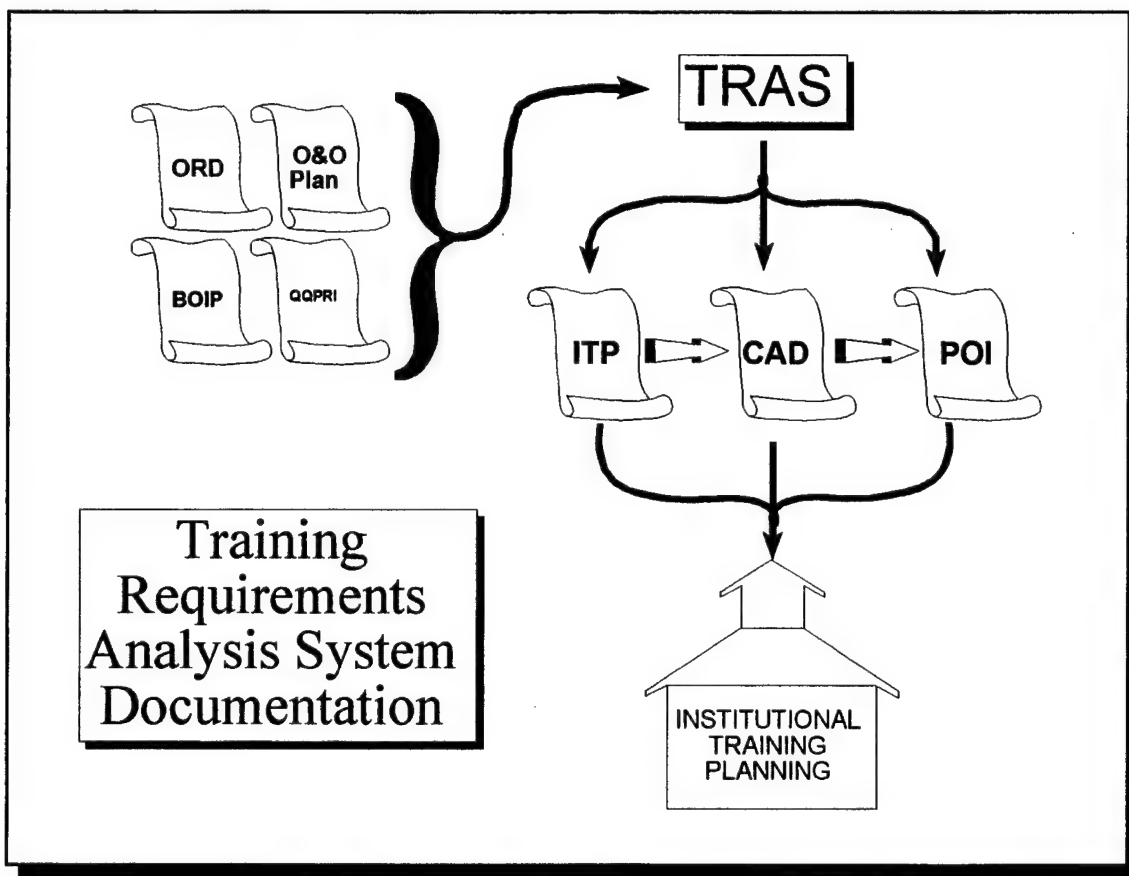 TRAS
ORD
O&O
Plan
BOIP
QQPRI
ITP
CAD
POI
Training
Requirements
Analysis System
Documentation
INSTITUTIONAL
TRAINING
PLANNING